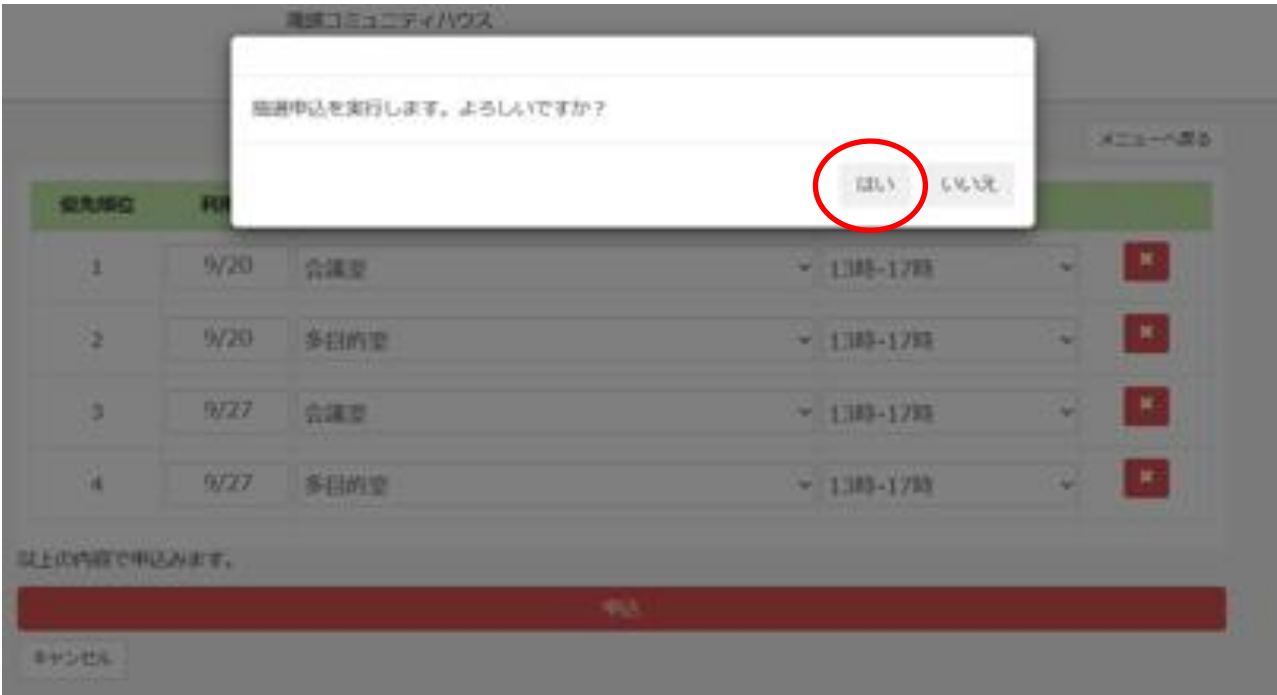 コミュニティハウス
抽選申込を実行します。よろしいですか？
メニューへ戻る
はい いいえ
優先順位 利用
1 9/20 会議室 13時-17時
2 9/20 多目的室 13時-17時
3 9/27 会議室 13時-17時
4 9/27 多目的室 13時-17時
以上の内容で申込みます。
申込
キャンセル